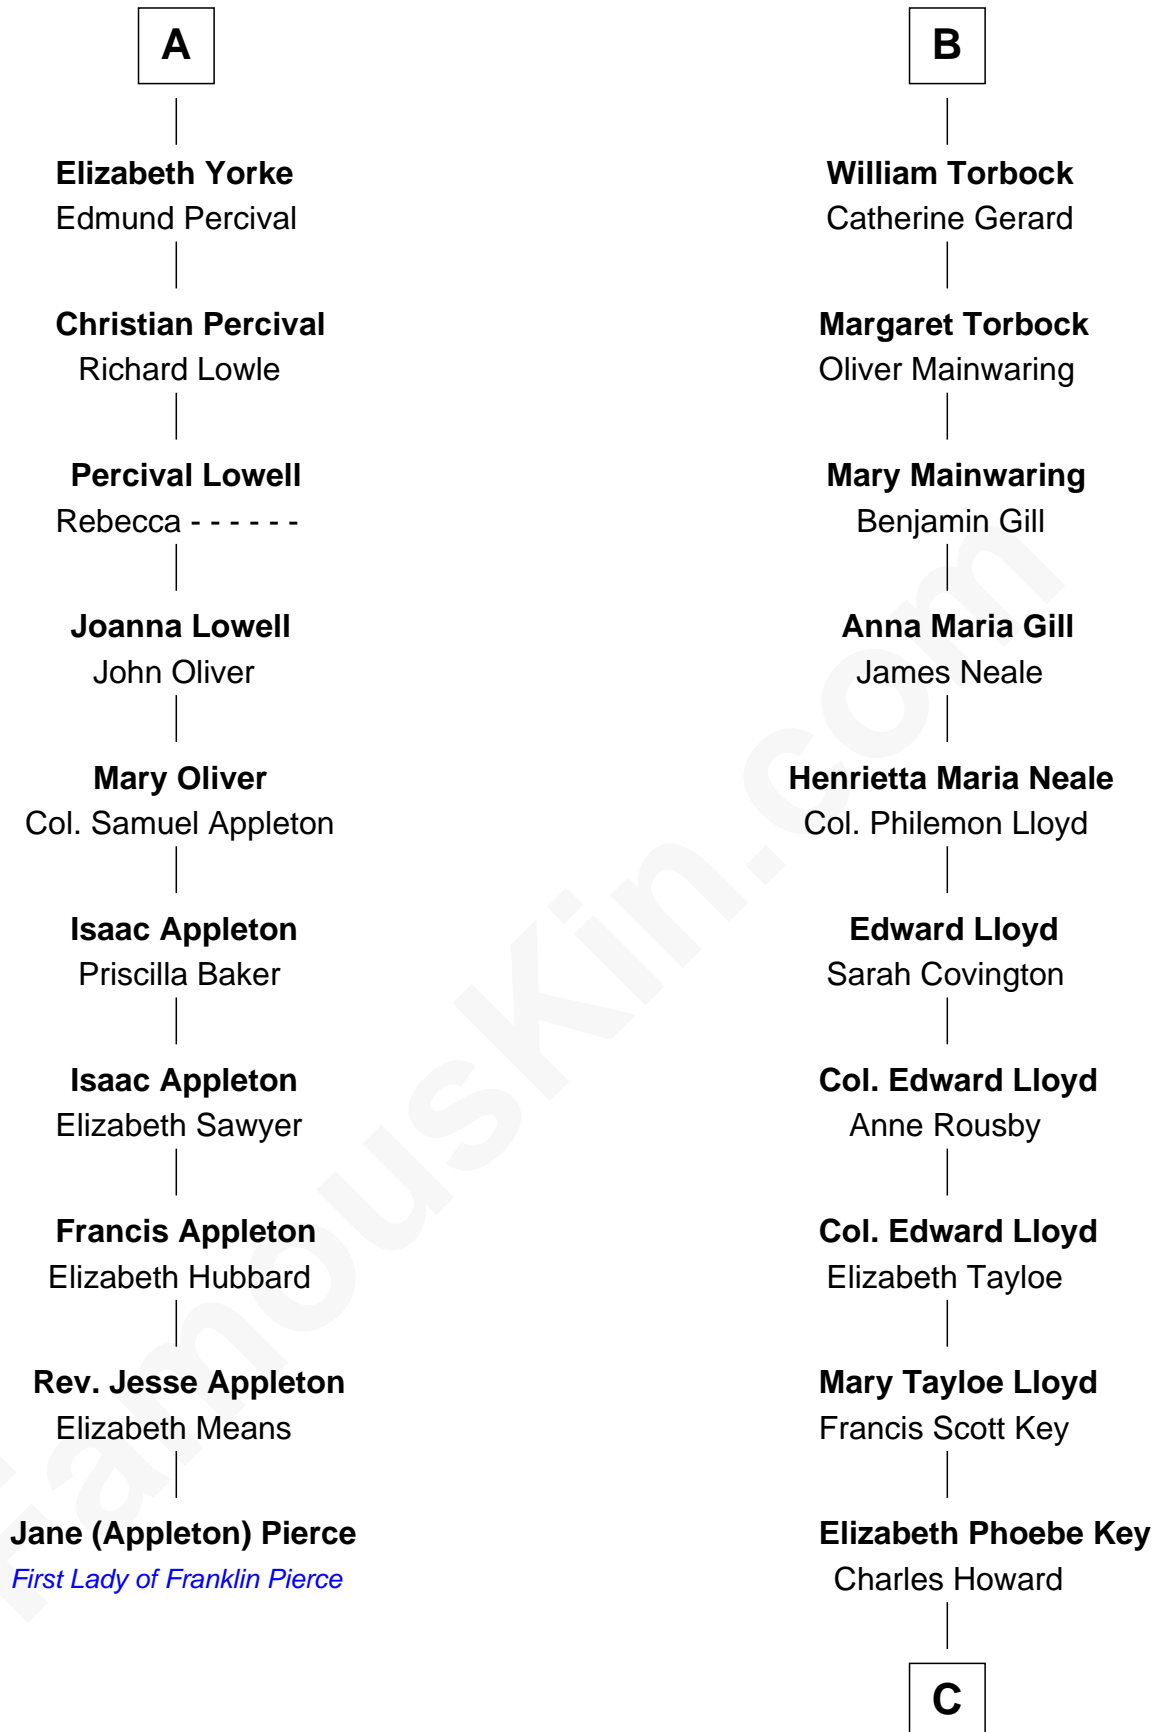 A
Elizabeth Yorke
Edmund Percival
Christian Percival
Richard Lowle
Percival Lowell
Rebecca - - - - - -
Joanna Lowell
John Oliver
Mary Oliver
Col. Samuel Appleton
Isaac Appleton
Priscilla Baker
Isaac Appleton
Elizabeth Sawyer
Francis Appleton
Elizabeth Hubbard
Rev. Jesse Appleton
Elizabeth Means
Jane (Appleton) Pierce
First Lady of Franklin Pierce
B
William Torbock
Catherine Gerard
Margaret Torbock
Oliver Mainwaring
Mary Mainwaring
Benjamin Gill
Anna Maria Gill
James Neale
Henrietta Maria Neale
Col. Philemon Lloyd
Edward Lloyd
Sarah Covington
Col. Edward Lloyd
Anne Rousby
Col. Edward Lloyd
Elizabeth Tayloe
Mary Tayloe Lloyd
Francis Scott Key
Elizabeth Phoebe Key
Charles Howard
C
FamousKin.com